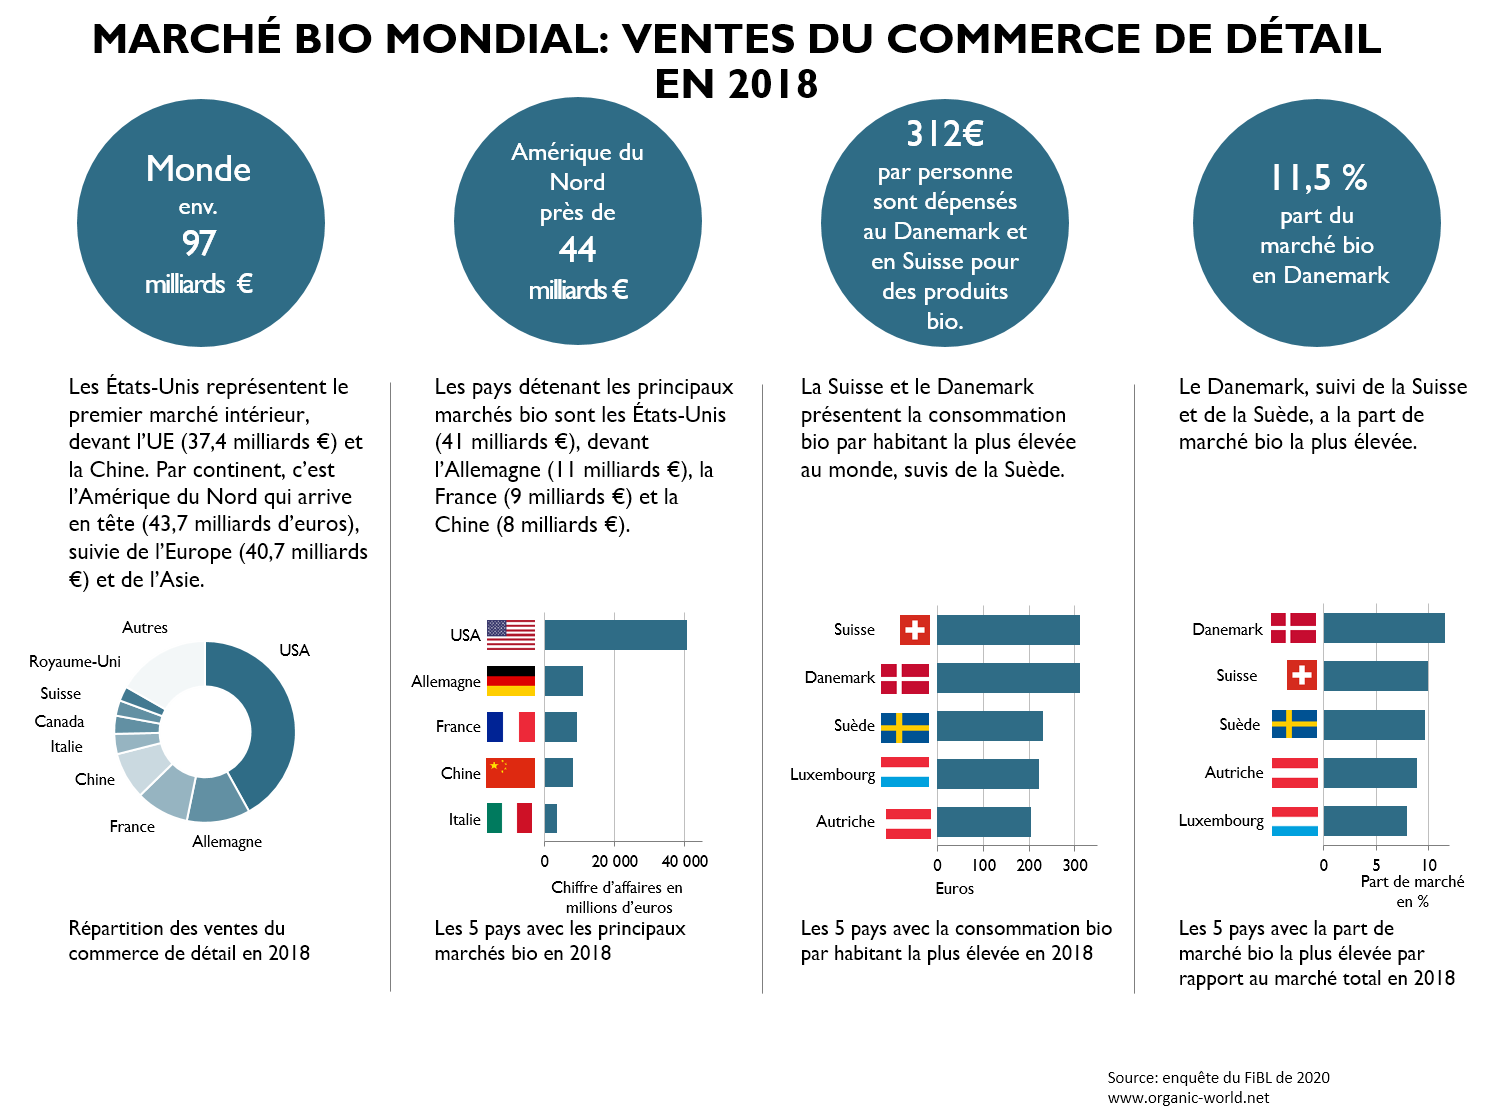 MARCHÉ BIO MONDIAL: VENTES DU COMMERCE DE DÉTAIL
EN 2018
Monde
env.
97
milliards €
Amérique du
Nord
près de
44
milliards €
312€
par personne
sont dépensés
au Danemark et
en Suisse pour
des produits
bio.
11,5 %
part du
marché bio
en Danemark
Les États-Unis représentent le
premier marché intérieur,
devant l’UE (37,4 milliards €) et
la Chine. Par continent, c’est
l’Amérique du Nord qui arrive
en tête (43,7 milliards d’euros),
suivie de l’Europe (40,7 milliards
€) et de l’Asie.
Autres
Royaume-Uni
Suisse
Canada
Italie
Chine
France
Allemagne
USA
Répartition des ventes du
commerce de détail en 2018
Les pays détenant les principaux
marchés bio sont les États-Unis
(41 milliards €), devant
l’Allemagne (11 milliards €), la
France (9 milliards €) et la
Chine (8 milliards €).
USA
Allemagne
France
Chine
Italie
0 20 000 40 000
Chiffre d’affaires en
millions d’euros
Les 5 pays avec les principaux
marchés bio en 2018
La Suisse et le Danemark
présentent la consommation
bio par habitant la plus élevée
au monde, suvis de la Suède.
Suisse
Danemark
Suède
Luxembourg
Autriche
0 100 200 300
Euros
Les 5 pays avec la consommation bio
par habitant la plus élevée en 2018
Le Danemark, suivi de la Suisse
et de la Suède, a la part de
marché bio la plus élevée.
Danemark
Suisse
Suède
Autriche
Luxembourg
0 5 10
Part de marché
en %
Les 5 pays avec la part de
marché bio la plus élevée par
rapport au marché total en 2018
Source: enquête du FiBL de 2020
www.organic-world.net